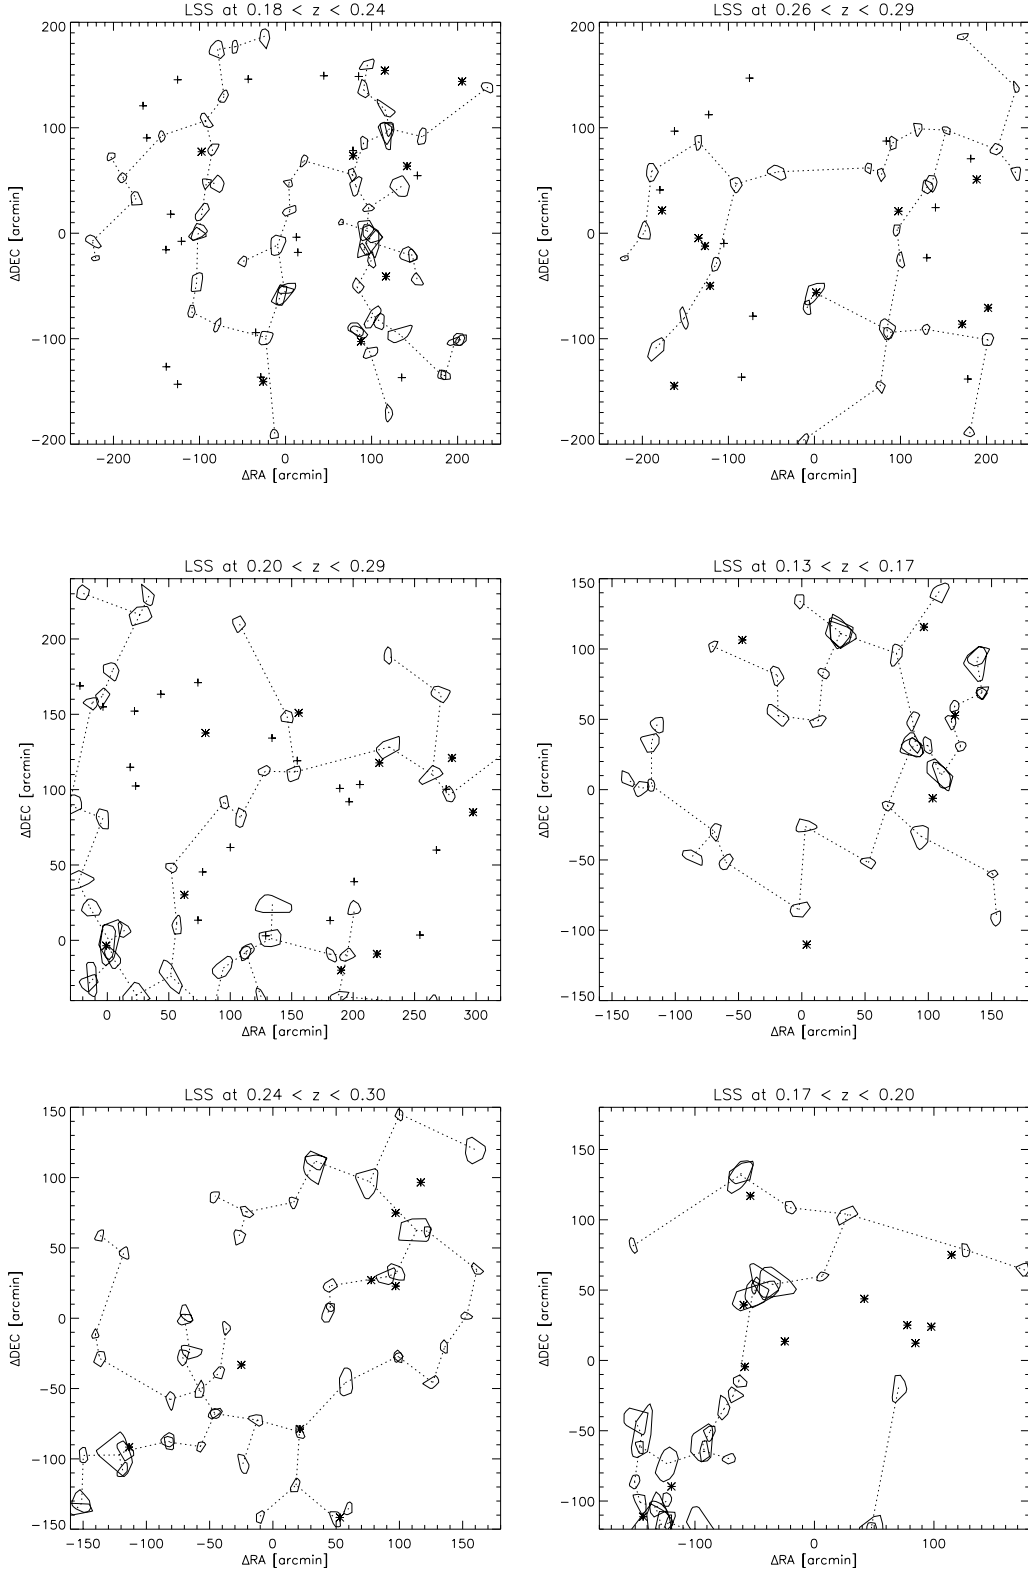 LSS at 0.18 < z < 0.24
LSS at 0.26 < z < 0.29
200
100
0
−100
−200
ΔDEC [arcmin]
−200 −100 0 100 200
ΔRA [arcmin]
200
100
0
−100
−200
ΔDEC [arcmin]
−200 −100 0 100 200
ΔRA [arcmin]
LSS at 0.20 < z < 0.29
LSS at 0.13 < z < 0.17
200
150
100
50
0
ΔDEC [arcmin]
0 50 100 150 200 250 300
ΔRA [arcmin]
150
100
50
0
−50
−100
−150
ΔDEC [arcmin]
−150 −100 −50 0 50 100 150
ΔRA [arcmin]
LSS at 0.24 < z < 0.30
LSS at 0.17 < z < 0.20
150
100
50
0
−50
−100
−150
ΔDEC [arcmin]
−150 −100 −50 0 50 100 150
ΔRA [arcmin]
150
100
50
0
−50
−100
ΔDEC [arcmin]
−100 0 100
ΔRA [arcmin]